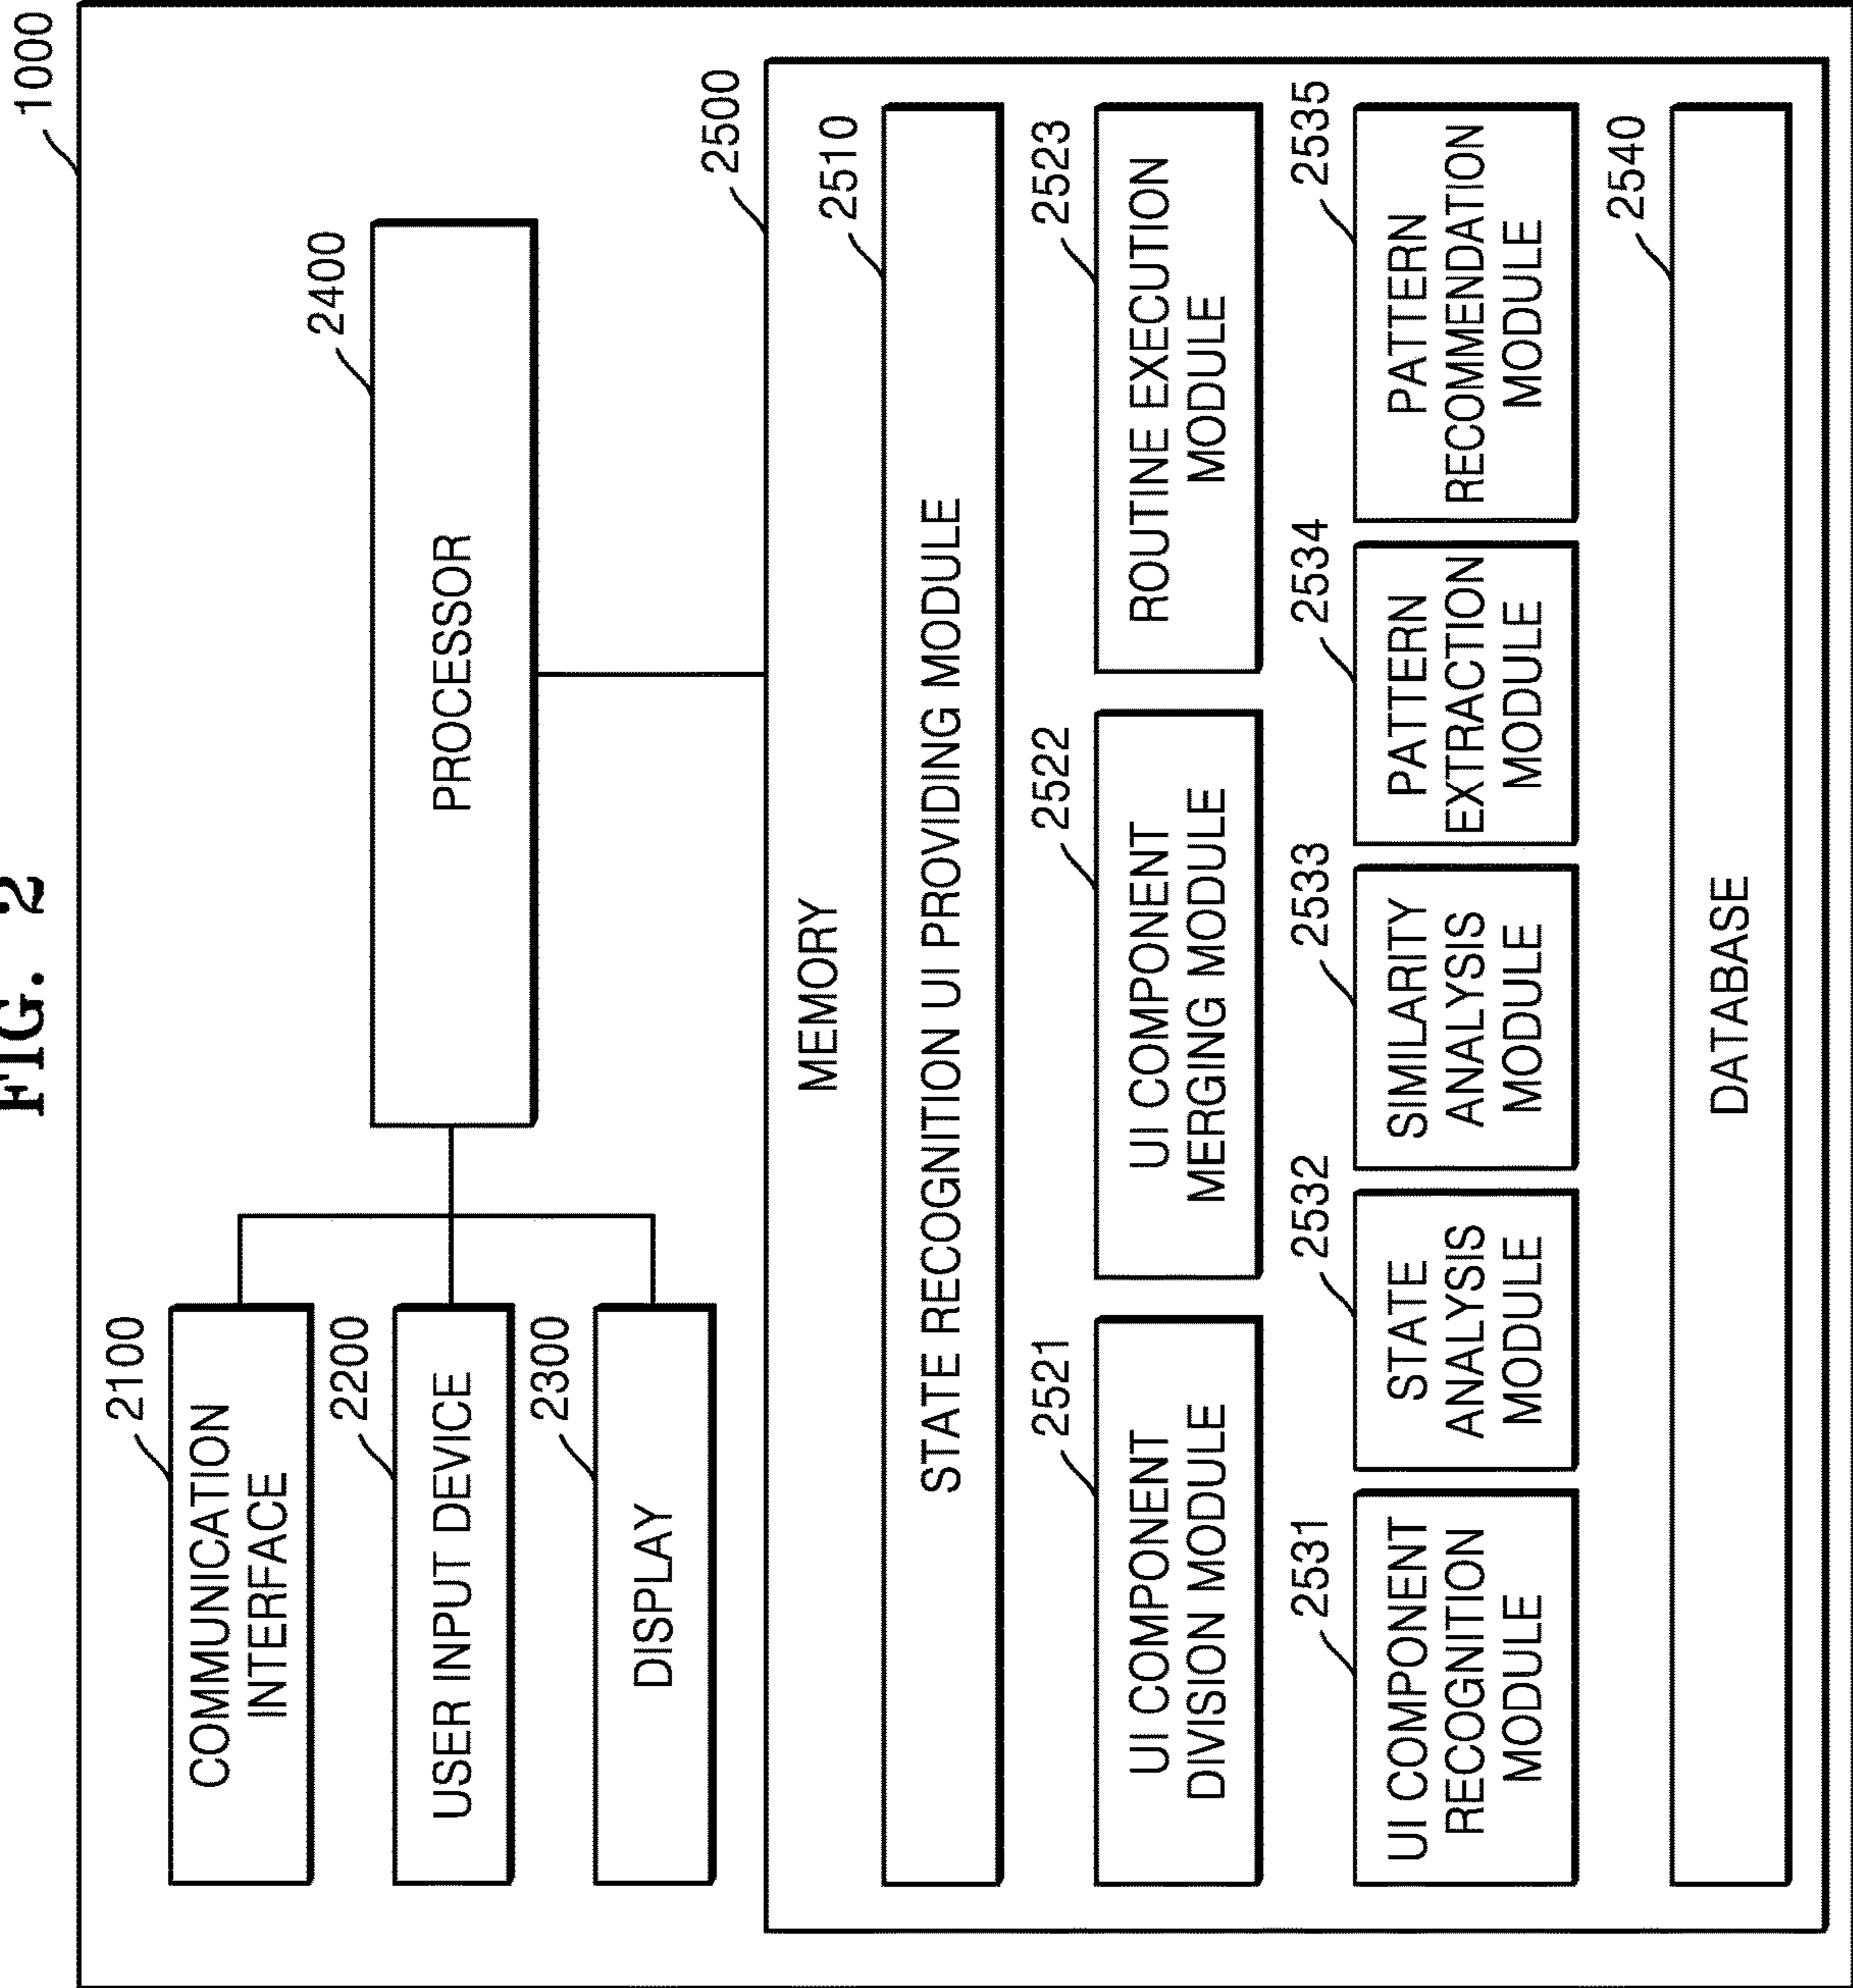 FIG. 2
1000
2100
COMMUNICATION
INTERFACE
2200
USER INPUT DEVICE
2300
DISPLAY
2400
PROCESSOR
2500
MEMORY
2510
STATE RECOGNITION UI PROVIDING MODULE
2521
UI COMPONENT
DIVISION MODULE
2522
UI COMPONENT
MERGING MODULE
2523
ROUTINE EXECUTION
MODULE
2531
UI COMPONENT
RECOGNITION
MODULE
2532
STATE
ANALYSIS
MODULE
2533
SIMILARITY
ANALYSIS
MODULE
2534
PATTERN
EXTRACTION
MODULE
2535
PATTERN
RECOMMENDATION
MODULE
2540
DATABASE